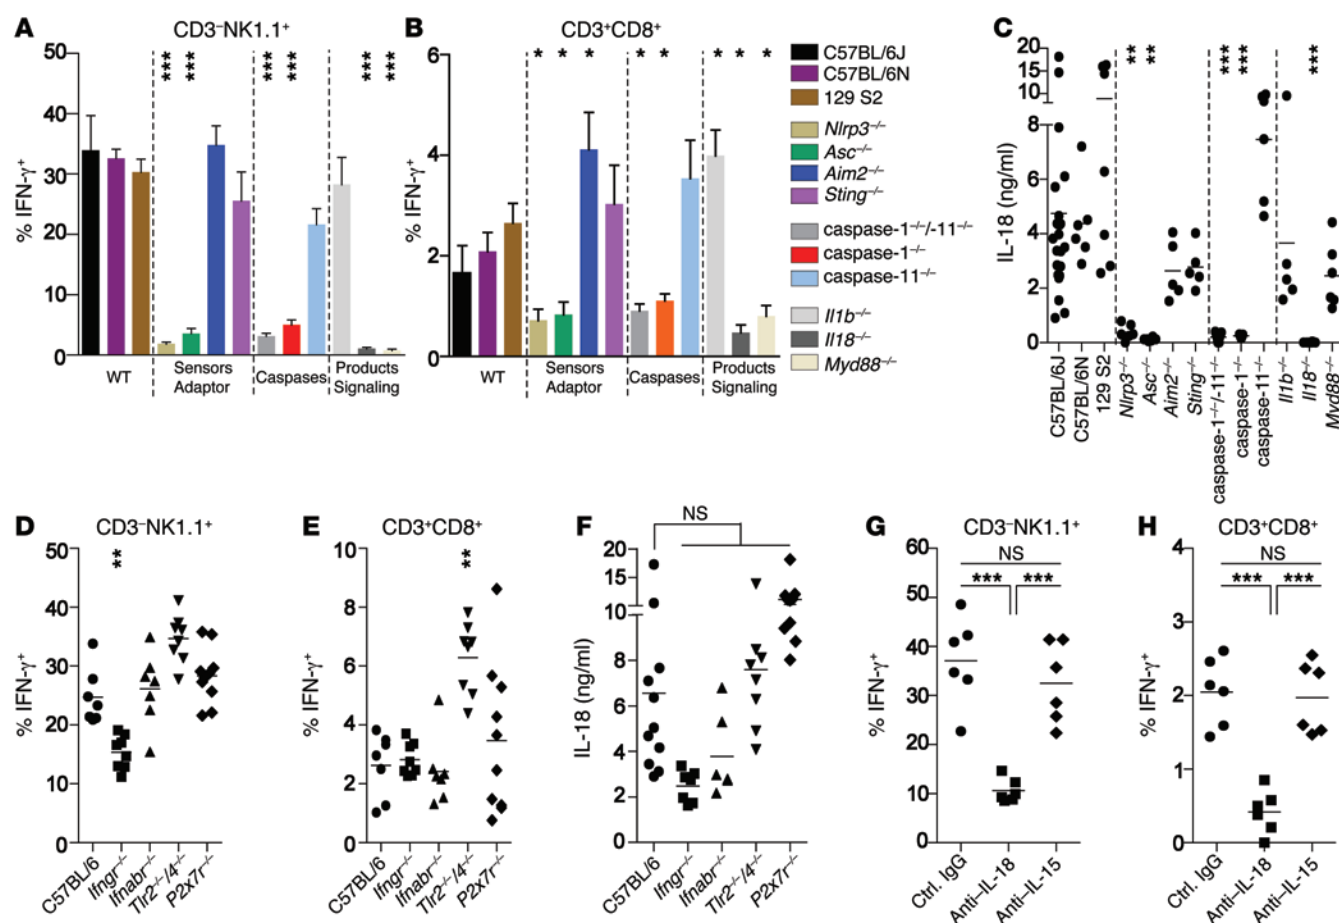 A
CD3⁻NK1.1⁺
50
40
30
20
10
0
% IFN-γ⁺
*** *** *** *** *** ***
WT
Sensors
Adaptor
Caspases
Products
Signaling
B
CD3⁺CD8⁺
6
4
2
0
% IFN-γ⁺
* * * * * * * *
WT
Sensors
Adaptor
Caspases
Products
Signaling
C57BL/6J
C57BL/6N
129 S2
Nlrp3⁻/⁻
Asc⁻/⁻
Aim2⁻/⁻
Sting⁻/⁻
caspase-1⁻/⁻/-11⁻/⁻
caspase-1⁻/⁻
caspase-11⁻/⁻
Il1b⁻/⁻
Il18⁻/⁻
Myd88⁻/⁻
C
20
15
10
8
6
4
2
0
IL-18 (ng/ml)
** ** *** *** ***
C57BL/6J
C57BL/6N
129 S2
Nlrp3⁻/⁻
Asc⁻/⁻
Aim2⁻/⁻
Sting⁻/⁻
caspase-1⁻/⁻/-11⁻/⁻
caspase-1⁻/⁻
caspase-11⁻/⁻
Il1b⁻/⁻
Il18⁻/⁻
Myd88⁻/⁻
D
CD3⁻NK1.1⁺
50
40
30
20
10
0
% IFN-γ⁺
**
C57BL/6
Ifngr⁻/⁻
Ifnabr⁻/⁻
Tlr2⁻/⁻/4⁻/⁻
P2x7r⁻/⁻
E
CD3⁺CD8⁺
10
8
6
4
2
0
% IFN-γ⁺
**
C57BL/6
Ifngr⁻/⁻
Ifnabr⁻/⁻
Tlr2⁻/⁻/4⁻/⁻
P2x7r⁻/⁻
F
NS
20
15
10
8
6
4
2
0
IL-18 (ng/ml)
C57BL/6
Ifngr⁻/⁻
Ifnabr⁻/⁻
Tlr2⁻/⁻/4⁻/⁻
P2x7r⁻/⁻
G
CD3⁻NK1.1⁺
NS
*** ***
60
50
40
30
20
10
0
% IFN-γ⁺
Ctrl. IgG
Anti–IL-18
Anti–IL-15
H
CD3⁺CD8⁺
NS
*** ***
4
3
2
1
0
% IFN-γ⁺
Ctrl. IgG
Anti–IL-18
Anti–IL-15